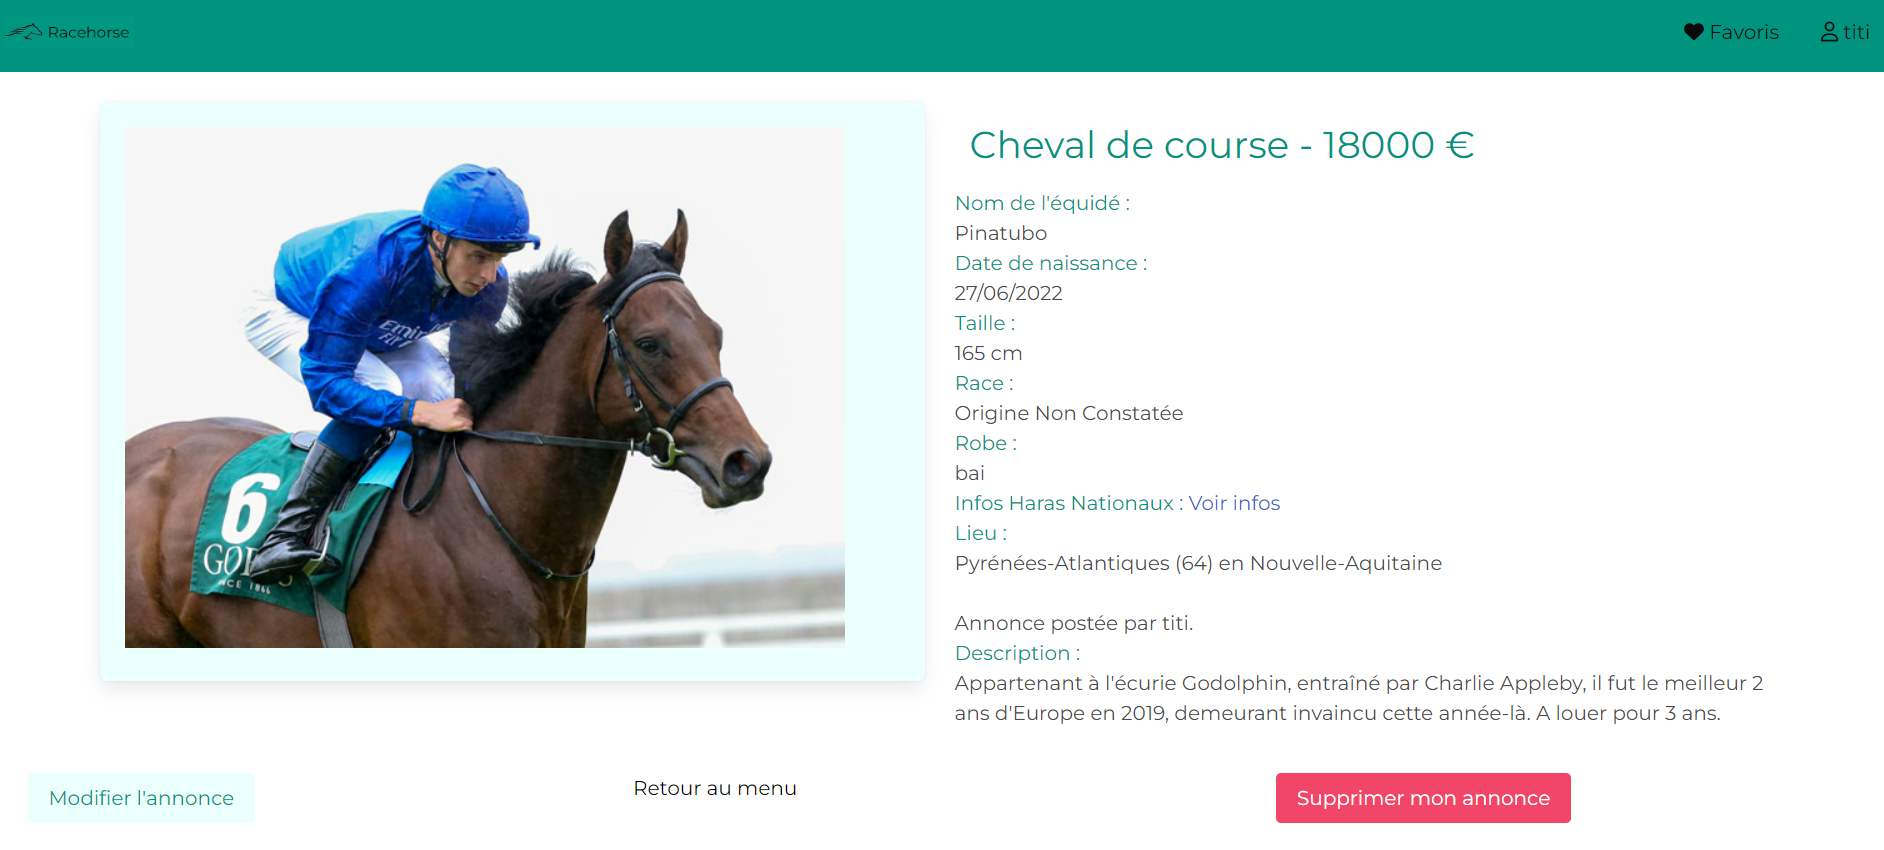 Racehorse
Favoris
titi
Emir
FLY
6
SINCE 1866
Cheval de course - 18000 €
Nom de l'équidé :
Pinatubo
Date de naissance :
27/06/2022
Taille :
165 cm
Race :
Origine Non Constatée
Robe :
bai
Infos Haras Nationaux : Voir infos
Lieu :
Pyrénées-Atlantiques (64) en Nouvelle-Aquitaine
Annonce postée par titi.
Description :
Appartenant à l'écurie Godolphin, entraîné par Charlie Appleby, il fut le meilleur 2
ans d'Europe en 2019, demeurant invaincu cette année-là. A louer pour 3 ans.
Modifier l'annonce
Retour au menu
Supprimer mon annonce